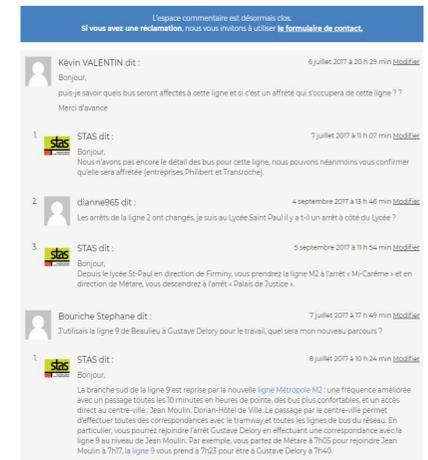 L'espace commentaire est désormais clos.
Si vous avez une réclamation, nous vous invitons à utiliser le formulaire de contact.
Kévin VALENTIN dit :
6 juillet 2017 à 20 h 29 min Modifier
Bonjour,
puis-je savoir quels bus seront affectés à cette ligne et si c'est un affrété qui s'occupera de cette ligne ? ?
Merci d'avance
1.
stas
STAS dit :
7 juillet 2017 à 11 h 07 min Modifier
Bonjour,
Nous n'avons pas encore le détail des bus pour cette ligne, nous pouvons néanmoins vous confirmer
qu'elle sera affrétée (entreprises Philibert et Transroche).
2.
dianne965 dit :
4 septembre 2017 à 13 h 46 min Modifier
Les arrêts de la ligne 2 ont changés, je suis au Lycée Saint Paul il y a t-il un arrêt à côté du Lycée ?
3.
stas
STAS dit :
5 septembre 2017 à 11 h 54 min Modifier
Bonjour,
Depuis le lycée St-Paul en direction de Firminy, vous prendrez la ligne M2 à l'arrêt « Mi-Carême » et en
direction de Métare, vous descendrez à l'arrêt « Palais de Justice ».
Bouriche Stephane dit :
7 juillet 2017 à 17 h 49 min Modifier
J'utilisais la ligne 9 de Beaulieu à Gustave Delory pour le travail, quel sera mon nouveau parcours ?
1.
stas
STAS dit :
8 juillet 2017 à 10 h 24 min Modifier
Bonjour,
La branche sud de la ligne 9 est reprise par la nouvelle ligne Métropole M2 : une fréquence améliorée
avec un passage toutes les 10 minutes en heures de pointe, des bus plus confortables, et un accès
direct au centre-ville : Jean Moulin, Dorian-Hôtel de Ville. Le passage par le centre-ville permet
d'effectuer toutes des correspondances avec le tramway et toutes les lignes de bus du réseau. En
particulier, vous pourrez rejoindre l'arrêt Gustave Delory en effectuant une correspondance avec la
ligne 9 au niveau de Jean Moulin. Par exemple, vous partez de Métare à 7h05 pour rejoindre Jean
Moulin à 7h17, la ligne 9 vous prend à 7h23 pour être à Gustave Delory à 7h40.